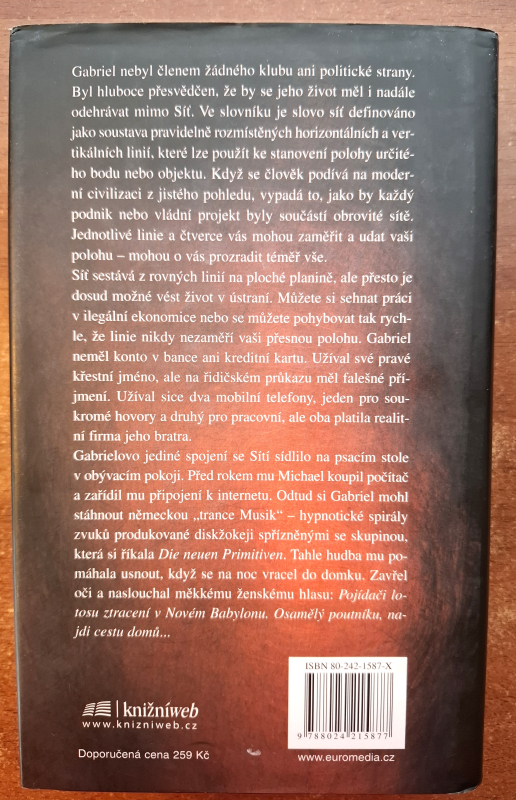 Gabriel nebyl členem žádného klubu ani politické strany.
Byl hluboce přesvědčen, že by se jeho život měl i nadále
odehrávat mimo Síť. Ve slovníku je slovo síť definováno
jako soustava pravidelně rozmístěných horizontálních a ver-
tikálních linií, které lze použít ke stanovení polohy určité-
ho bodu nebo objektu. Když se člověk podívá na moder-
ní civilizaci z jistého pohledu, vypadá to, jako by každý
podnik nebo vládní projekt byly součástí obrovité sítě.
Jednotlivé linie a čtverce vás mohou zaměřit a udat vaši
polohu – mohou o vás prozradit téměř vše.
Síť sestává z rovných linií na ploché planině, ale přesto je
dosud možné vést život v ústraní. Můžete si sehnat práci
v ilegální ekonomice nebo se můžete pohybovat tak rych-
le, že linie nikdy nezaměří vaši přesnou polohu. Gabriel
neměl konto v bance ani kreditní kartu. Užíval své pravé
křestní jméno, ale na řidičském průkazu měl falešné pří-
jmení. Užíval sice dva mobilní telefony, jeden pro sou-
kromé hovory a druhý pro pracovní, ale oba platila realit-
ní firma jeho bratra.
Gabrielovo jediné spojení se Sítí sídlilo na psacím stole
v obývacím pokoji. Před rokem mu Michael koupil počítač
a zařídil mu připojení k internetu. Odtud si Gabriel mohl
stáhnout německou „trance Musik“ – hypnotické spirály
zvuků produkované diskžokeji spřízněnými se skupinou,
která si říkala Die neuen Primitiven. Tahle hudba mu po-
máhala usnout, když se na noc vracel do domku. Zavřel
oči a naslouchal měkkému ženskému hlasu: Pojídači lo-
tosu ztracení v Novém Babylonu. Osamělý poutníku, na-
jdi cestu domů...
ISBN 80-242-1587-X
9 788024 215877
knižníweb
www.knizniweb.cz
Doporučená cena 259 Kč
www.euromedia.cz